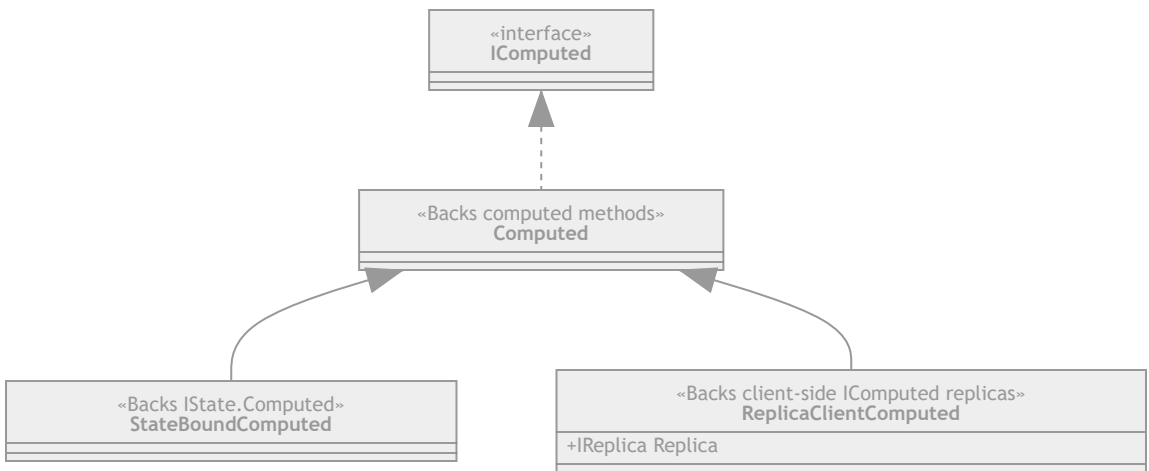 «interface»
IComputed
«Backs computed methods»
Computed
«Backs IState.Computed»
StateBoundComputed
«Backs client-side IComputed replicas»
ReplicaClientComputed
+IReplica Replica